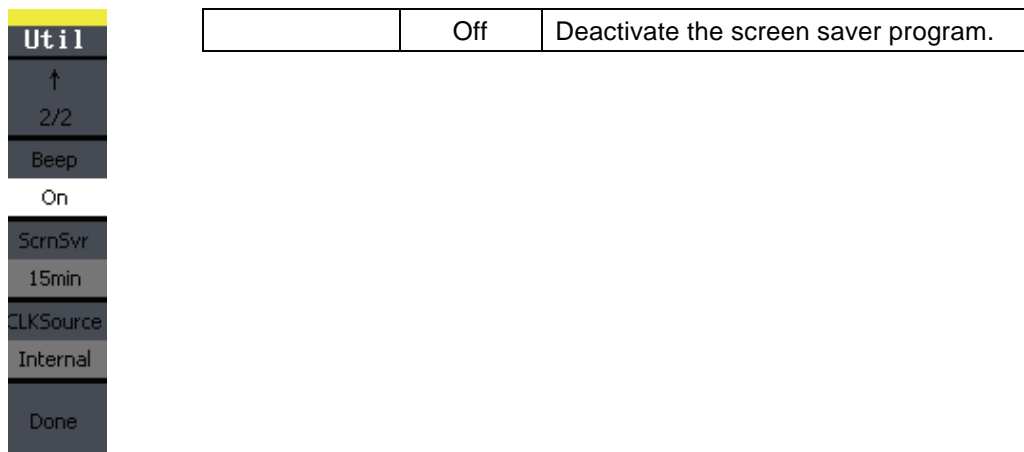 Util
↑
2/2
Beep
On
ScrnSvr
15min
CLKSource
Internal
Done
Off Deactivate the screen saver program.